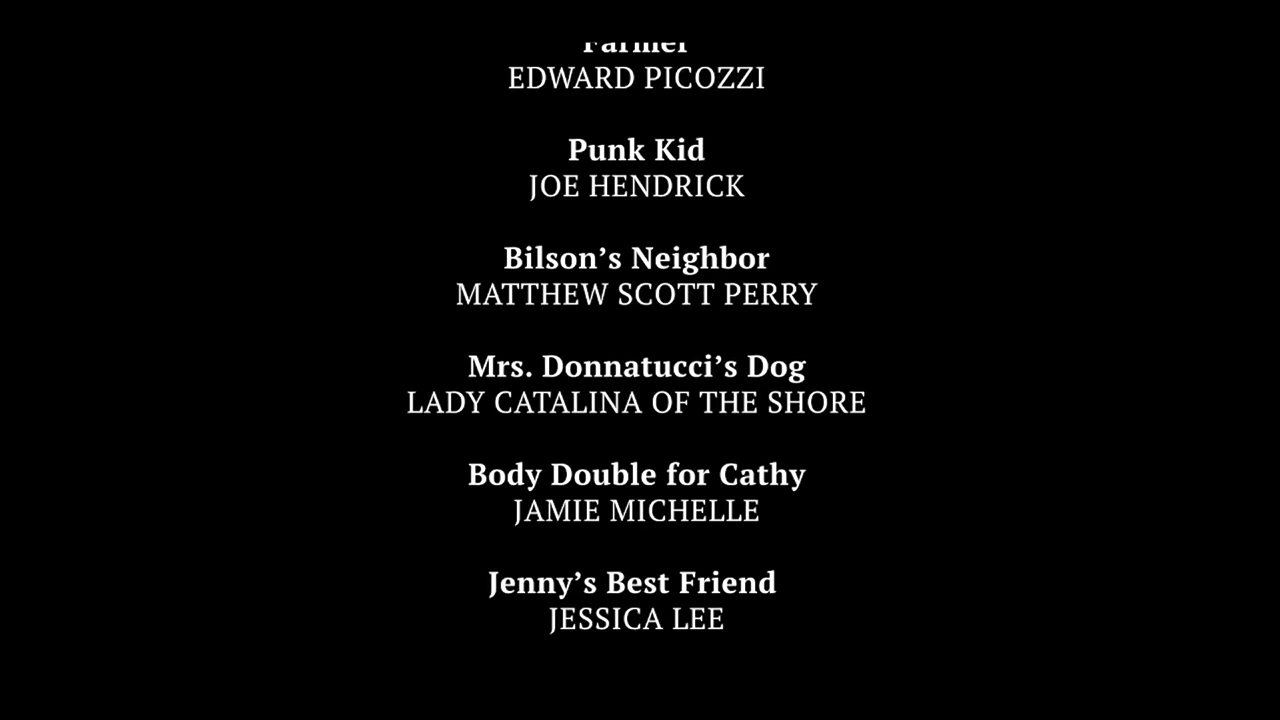 Farmer
EDWARD PICOZZI
Punk Kid
JOE HENDRICK
Bilson’s Neighbor
MATTHEW SCOTT PERRY
Mrs. Donnatucci’s Dog
LADY CATALINA OF THE SHORE
Body Double for Cathy
JAMIE MICHELLE
Jenny’s Best Friend
JESSICA LEE